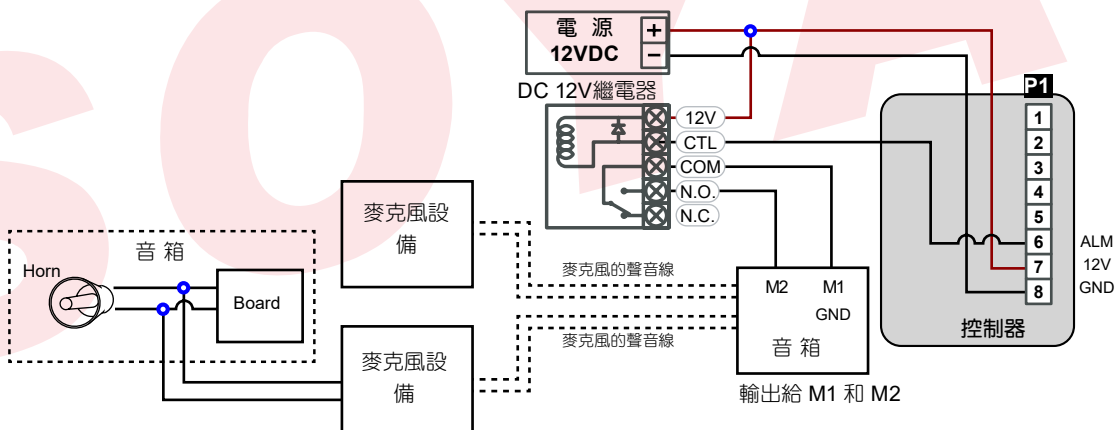 電 源
12VDC
+
−
DC 12V繼電器
12V
CTL
COM
N.O.
N.C.
P1
1
2
3
4
5
6
7
8
ALM
12V
GND
控制器
麥克風設
備
音 箱
Horn
Board
麥克風的聲音線
麥克風的聲音線
麥克風設
備
M2 M1
GND
音 箱
輸出給 M1 和 M2
SOYA